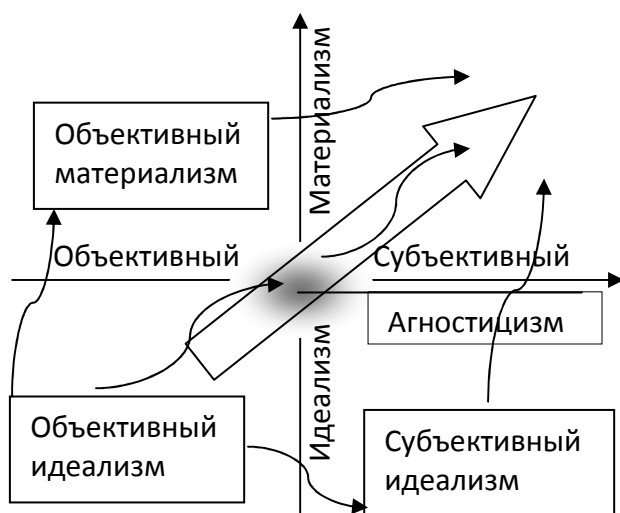 Материализм
Объективный
материализм
Объективный
Субъективный
Агностицизм
Идеализм
Объективный
идеализм
Субъективный
идеализм